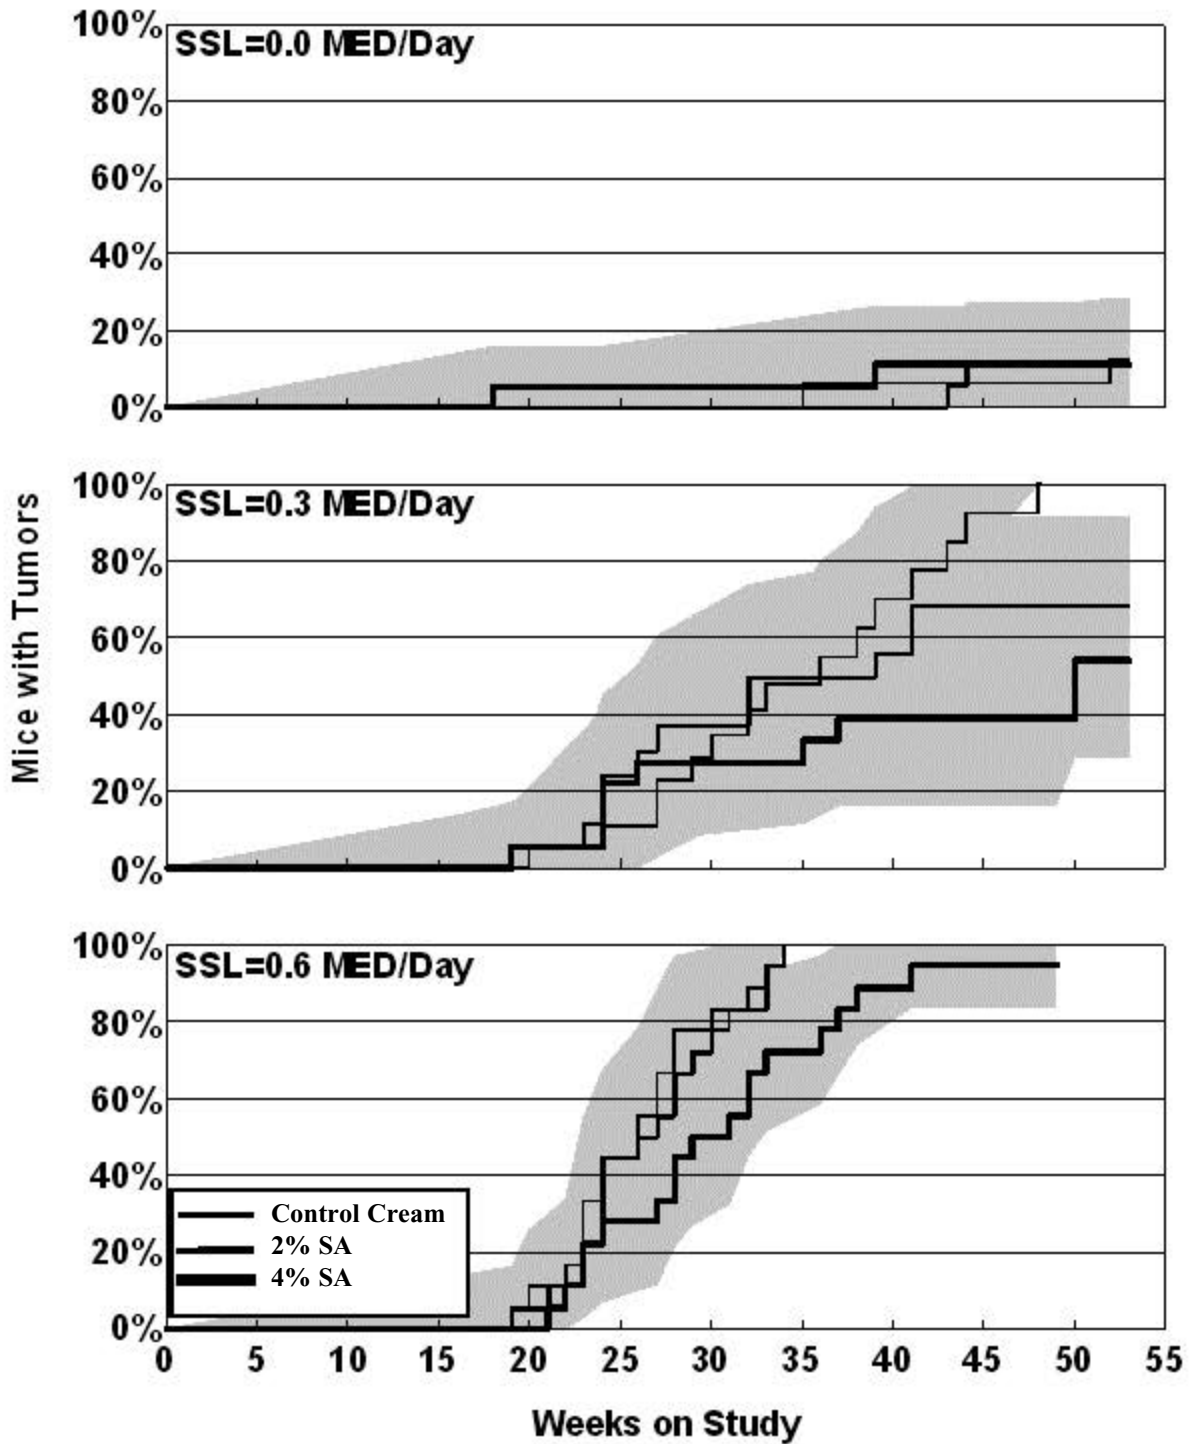 100%
SSL=0.0 MED/Day
80%
60%
40%
20%
0%
100%
SSL=0.3 MED/Day
80%
60%
40%
20%
0%
Mice with Tumors
100%
SSL=0.6 MED/Day
80%
60%
40%
20%
0%
Control Cream
2% SA
4% SA
0 5 10 15 20 25 30 35 40 45 50 55
Weeks on Study